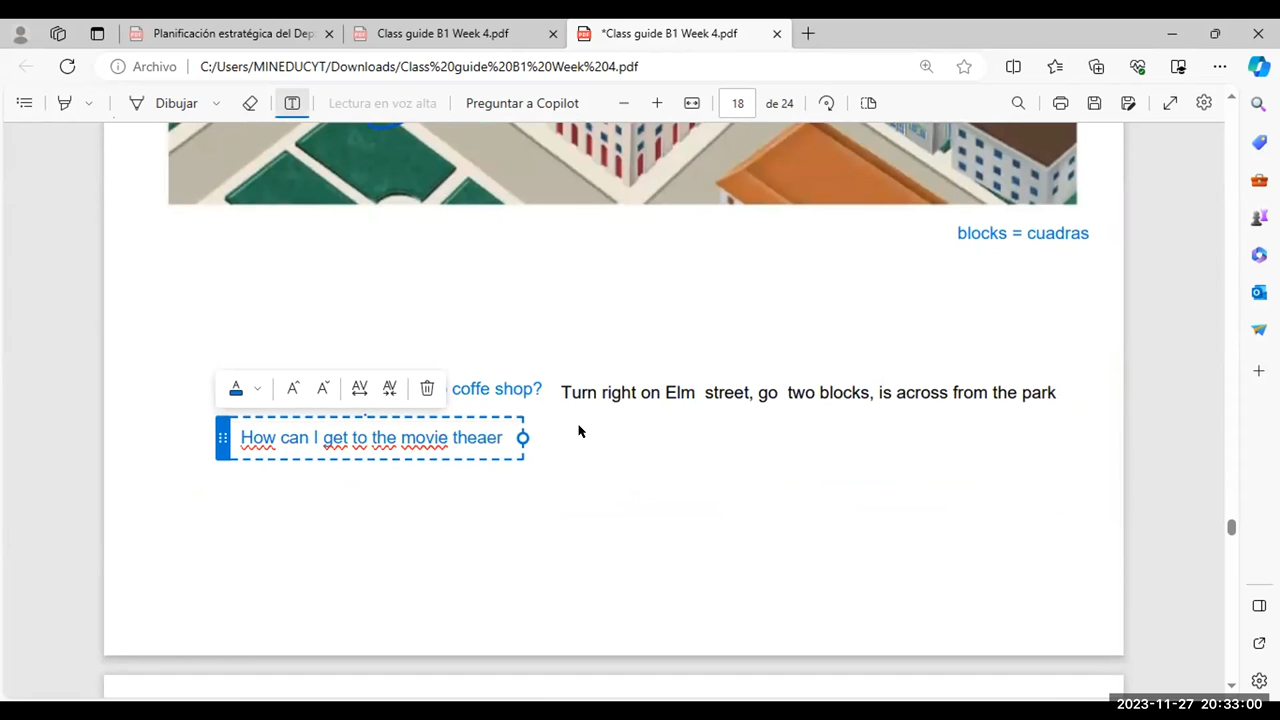 Planificación estratégica del Dep
Class guide B1 Week 4.pdf
*Class guide B1 Week 4.pdf
Archivo
C:/Users/MINEDUCYT/Downloads/Class%20guide%20B1%20Week%204.pdf
Dibujar
Lectura en voz alta
Preguntar a Copilot
18
de 24
blocks = cuadras
coffe shop?
Turn right on Elm street, go two blocks, is across from the park
How can I get to the movie theaer
2023-11-27 20:33:00